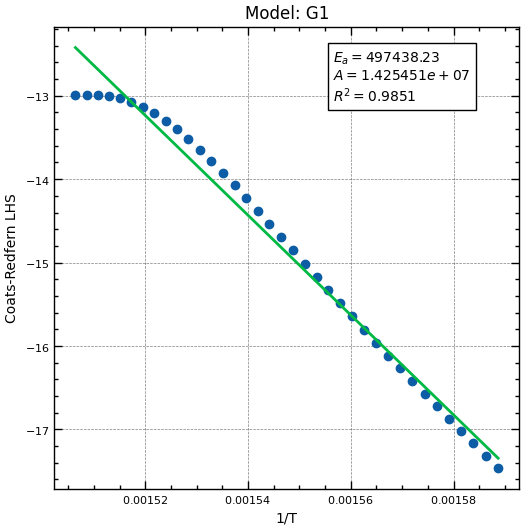 Model: G1
E_a = 497438.23
A = 1.425451e + 07
R^2 = 0.9851
Coats-Redfern LHS
−13
−14
−15
−16
−17
0.00152 0.00154 0.00156 0.00158
1/T